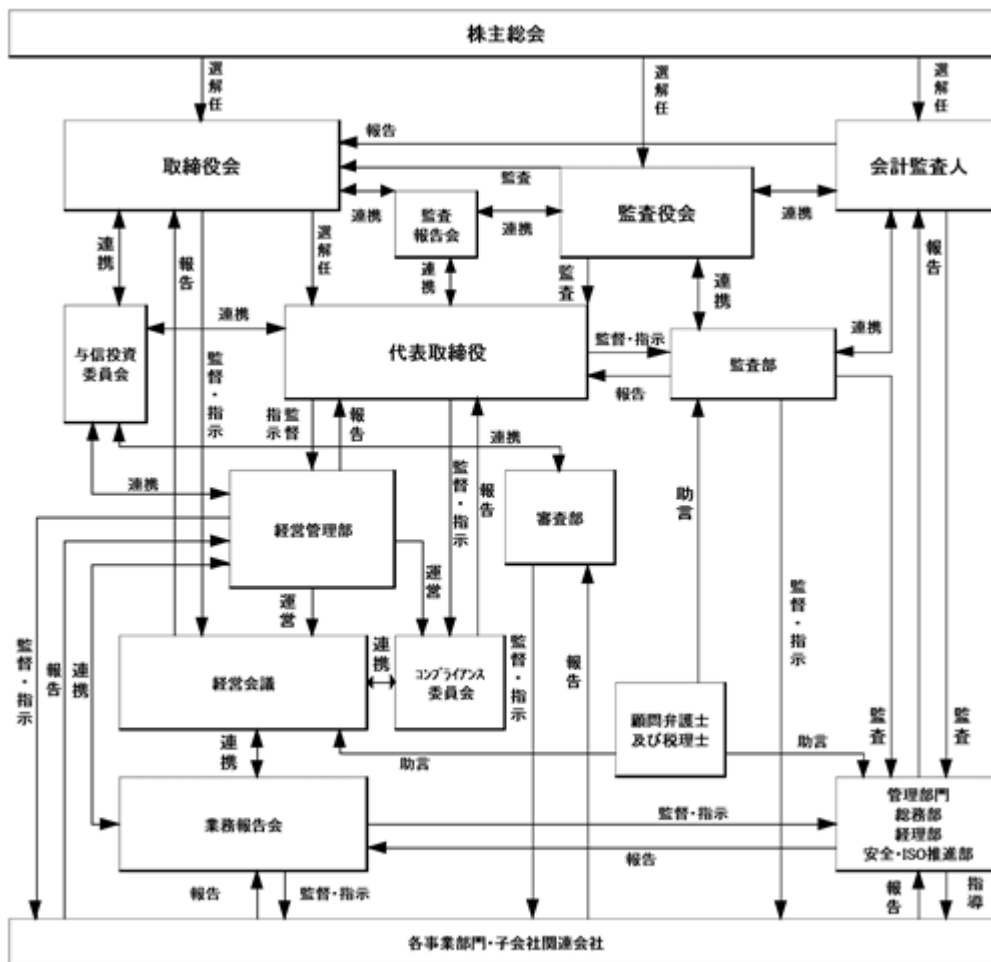 株主総会
選解任
選解任
選解任
取締役会
報告
会計監査人
監査
監査役会
連携
監査
報告会
連携
連携
連携
報告
選解任
連携
監査
連携
報告
監査
与信投資
委員会
連携
代表取締役
監督・指示
報告
監査部
連携
監督・指示
指示
監督
報告
連携
監督・指示
報告
助言
連携
経営管理部
審査部
運営
運営
監督・指示
監督・指示
報告
連携
経営会議
連携
コンプライアンス
委員会
監督・指示
報告
顧問弁護士
及び税理士
助言
助言
監査
監査
連携
業務報告会
監督・指示
報告
管理部門
総務部
経理部
安全・ISO推進部
報告
監督・指示
報告
指導
各事業部門・子会社関連会社